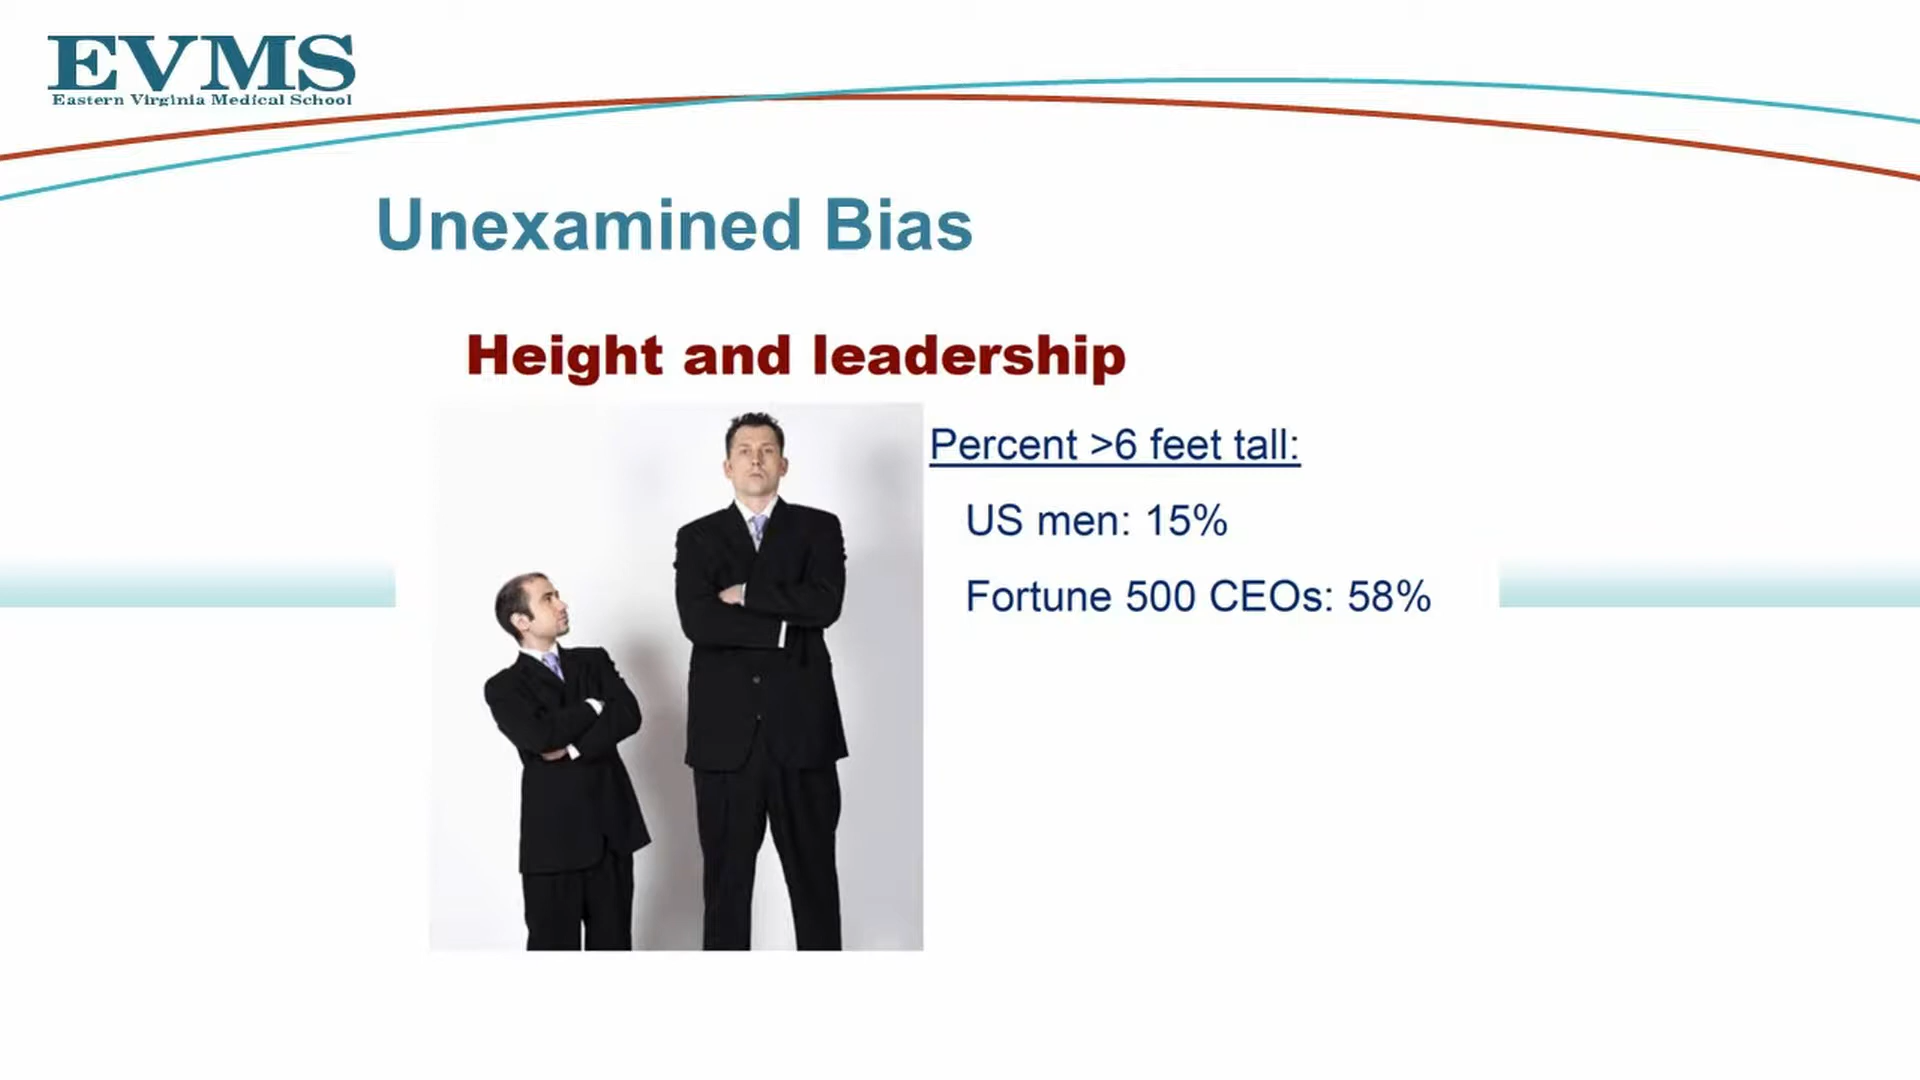 EVMS
Eastern Virginia Medical School
Unexamined Bias
Height and leadership
Percent >6 feet tall:
US men: 15%
Fortune 500 CEOs: 58%